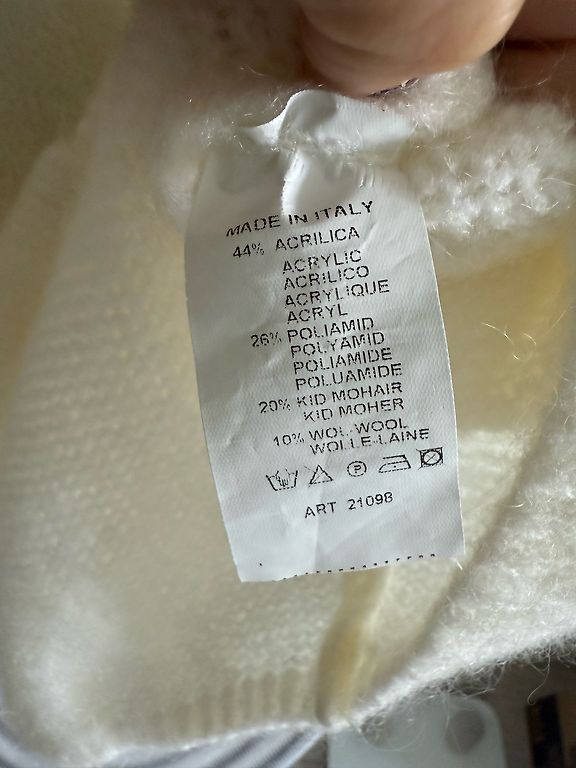 MADE IN ITALY
44% ACRILICA
ACRYLIC
ACRILICO
ACRYLIQUE
ACRYL
26% POLIAMID
POLYAMID
POLIAMIDE
POLUAMIDE
20% KID MOHAIR
KID MOHER
10% WOL-WOOL
WOLLE-LAINE
P
ART 21098